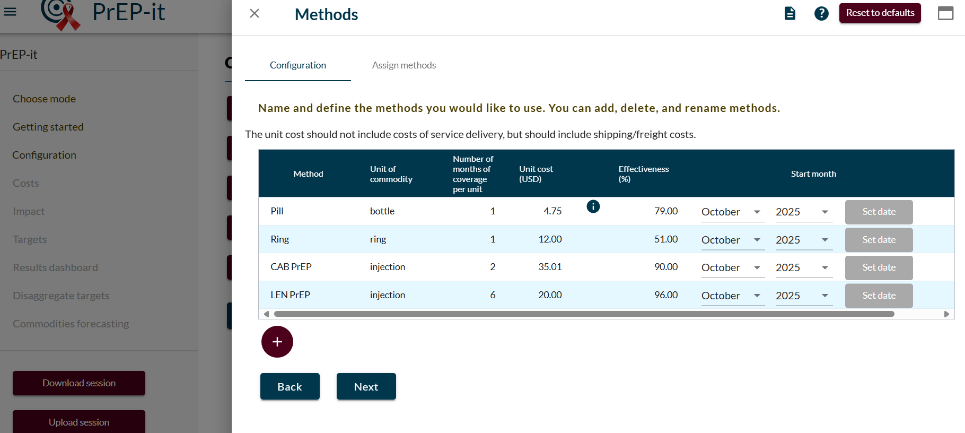 PrEP-it
Methods
Reset to defaults
PrEP-it
Configuration
Assign methods
Choose mode
Name and define the methods you would like to use. You can add, delete, and rename methods.
Getting started
The unit cost should not include costs of service delivery, but should include shipping/freight costs.
Configuration
Method
Unit of commodity
Number of months of coverage per unit
Unit cost (USD)
Effectiveness (%)
Start month
Costs
Pill bottle 1 4.75 79.00 October 2025 Set date
Impact
Ring ring 1 12.00 51.00 October 2025 Set date
Targets
CAB PrEP injection 2 35.01 90.00 October 2025 Set date
Results dashboard
LEN PrEP injection 6 20.00 96.00 October 2025 Set date
Disaggregate targets
Commodities forecasting
Download session
Back
Next
Upload session